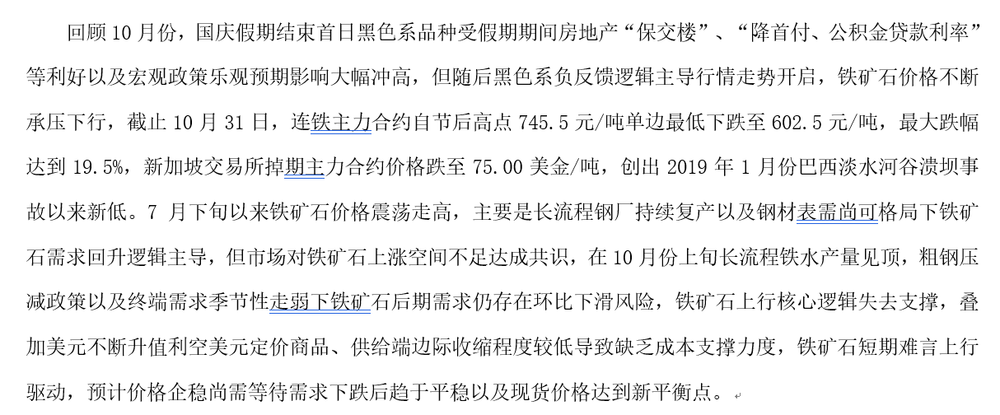 回顾 10 月份，国庆假期结束首日黑色系品种受假期期间房地产“保交楼”、“降首付、公积金贷款利率”
等利好以及宏观政策乐观预期影响大幅冲高，但随后黑色系负反馈逻辑主导行情走势开启，铁矿石价格不断
承压下行，截止 10 月 31 日，连铁主力合约自节后高点 745.5 元/吨单边最低下跌至 602.5 元/吨，最大跌幅
达到 19.5%，新加坡交易所掉期主力合约价格跌至 75.00 美金/吨，创出 2019 年 1 月份巴西淡水河谷溃坝事
故以来新低。7 月下旬以来铁矿石价格震荡走高，主要是长流程钢厂持续复产以及钢材表需尚可格局下铁矿
石需求回升逻辑主导，但市场对铁矿石上涨空间不足达成共识，在 10 月份上旬长流程铁水产量见顶，粗钢压
减政策以及终端需求季节性走弱下铁矿石后期需求仍存在环比下滑风险，铁矿石上行核心逻辑失去支撑，叠
加美元不断升值利空美元定价商品、供给端边际收缩程度较低导致缺乏成本支撑力度，铁矿石短期难言上行
驱动，预计价格企稳尚需等待需求下跌后趋于平稳以及现货价格达到新平衡点。